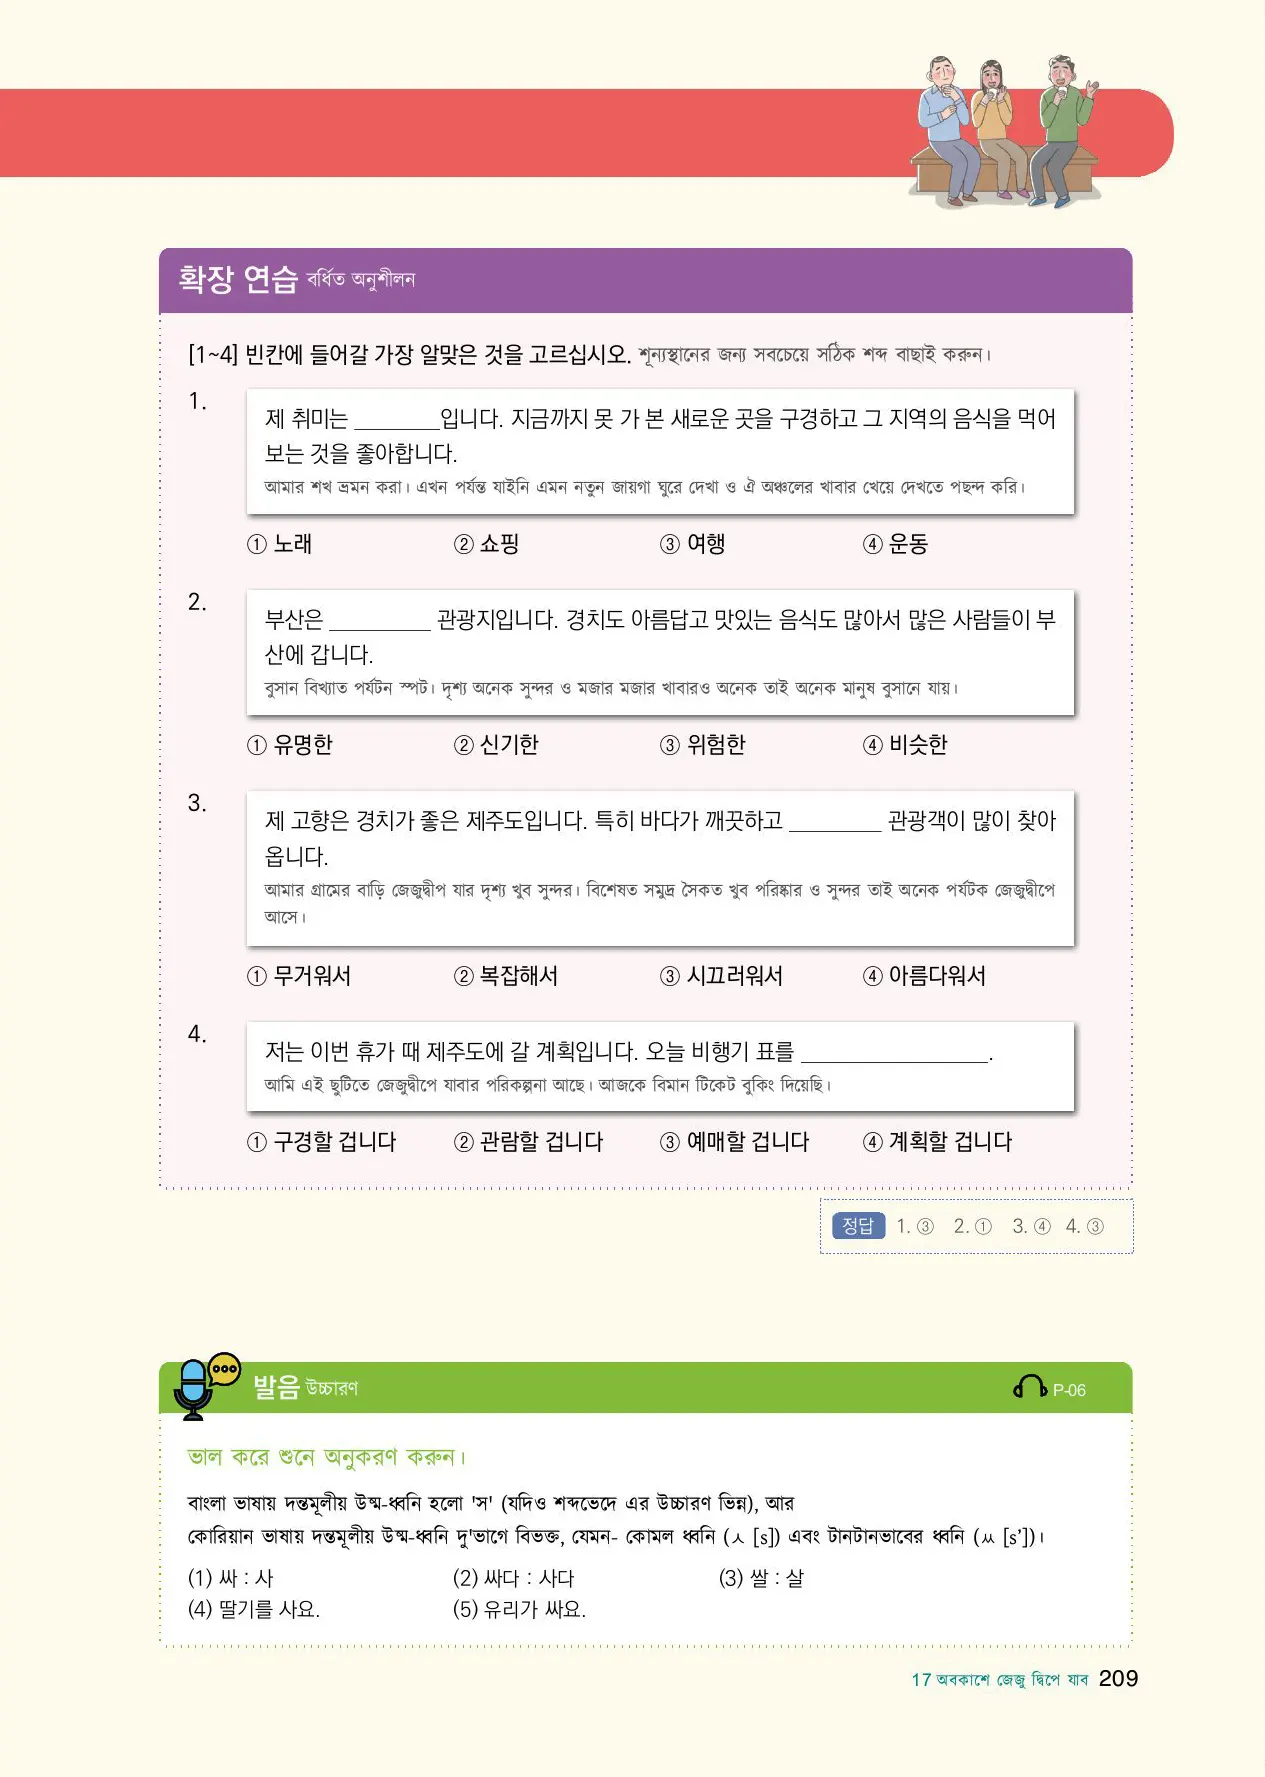 확장 연습 বর্ধিত অনুশীলন
[1~4] 빈칸에 들어갈 가장 알맞은 것을 고르십시오. শূন্যস্থানের জন্য সবচেয়ে সঠিক শব্দ বাছাই করুন।
1.
제 취미는 ________입니다. 지금까지 못 가 본 새로운 곳을 구경하고 그 지역의 음식을 먹어
보는 것을 좋아합니다.
আমার শখ ভ্রমন করা। এখন পর্যন্ত যাইনি এমন নতুন জায়গা ঘুরে দেখা ও ঐ অঞ্চলের খাবার খেয়ে দেখতে পছন্দ করি।
① 노래 ② 쇼핑 ③ 여행 ④ 운동
2.
부산은 _________ 관광지입니다. 경치도 아름답고 맛있는 음식도 많아서 많은 사람들이 부
산에 갑니다.
বুসান বিখ্যাত পর্যটন স্পট। দৃশ্য অনেক সুন্দর ও মজার মজার খাবারও অনেক তাই অনেক মানুষ বুসানে যায়।
① 유명한 ② 신기한 ③ 위험한 ④ 비슷한
3.
제 고향은 경치가 좋은 제주도입니다. 특히 바다가 깨끗하고 ________ 관광객이 많이 찾아
옵니다.
আমার গ্রামের বাড়ি জেজুদ্বীপ যার দৃশ্য খুব সুন্দর। বিশেষত সমুদ্র সৈকত খুব পরিষ্কার ও সুন্দর তাই অনেক পর্যটক জেজুদ্বীপে
আসে।
① 무거워서 ② 복잡해서 ③ 시끄러워서 ④ 아름다워서
4.
저는 이번 휴가 때 제주도에 갈 계획입니다. 오늘 비행기 표를 ________________.
আমি এই ছুটিতে জেজুদ্বীপে যাবার পরিকল্পনা আছে। আজকে বিমান টিকেট বুকিং দিয়েছি।
① 구경할 겁니다 ② 관람할 겁니다 ③ 예매할 겁니다 ④ 계획할 겁니다
정답 1. ③ 2. ① 3. ④ 4. ③
발음 উচ্চারণ P-06
ভাল করে শুনে অনুকরণ করুন।
বাংলা ভাষায় দন্তমূলীয় উষ্ম-ধ্বনি হলো 'স' (যদিও শব্দভেদে এর উচ্চারণ ভিন্ন), আর
কোরিয়ান ভাষায় দন্তমূলীয় উষ্ম-ধ্বনি দু'ভাগে বিভক্ত, যেমন- কোমল ধ্বনি (ㅅ [s]) এবং টানটানভাবের ধ্বনি (ㅆ [s’])।
(1) 싸 : 사 (2) 싸다 : 사다 (3) 쌀 : 살
(4) 딸기를 사요. (5) 유리가 싸요.
17 অবকাশে জেজু দ্বিপে যাব 209